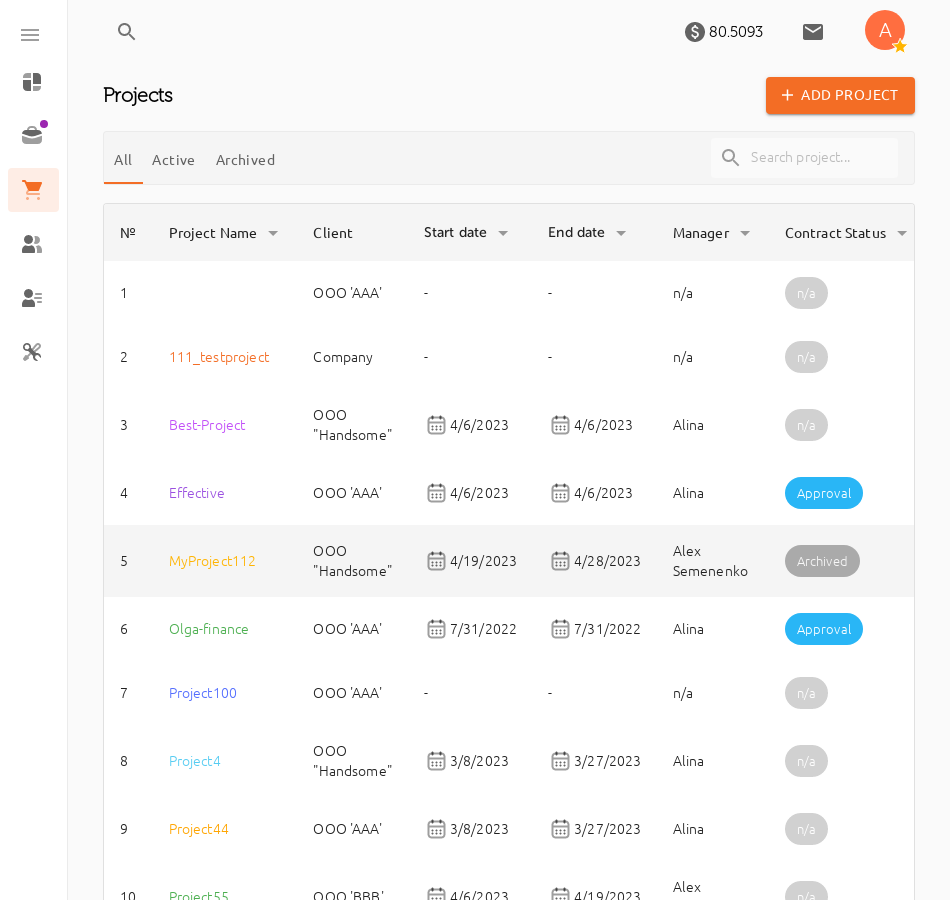 80.5093
A
Projects
+ ADD PROJECT
All Active Archived Search project...
№ Project Name Client Start date End date Manager Contract Status
1 OOO 'AAA' - - n/a n/a
2 111_testproject Company - - n/a n/a
3 Best-Project OOO "Handsome" 4/6/2023 4/6/2023 Alina n/a
4 Effective OOO 'AAA' 4/6/2023 4/6/2023 Alina Approval
5 MyProject112 OOO "Handsome" 4/19/2023 4/28/2023 Alex Semenenko Archived
6 Olga-finance OOO 'AAA' 7/31/2022 7/31/2022 Alina Approval
7 Project100 OOO 'AAA' - - n/a n/a
8 Project4 OOO "Handsome" 3/8/2023 3/27/2023 Alina n/a
9 Project44 OOO 'AAA' 3/8/2023 3/27/2023 Alina n/a
10 Project55 OOO 'BBB' 4/6/2023 4/19/2023 Alex n/a